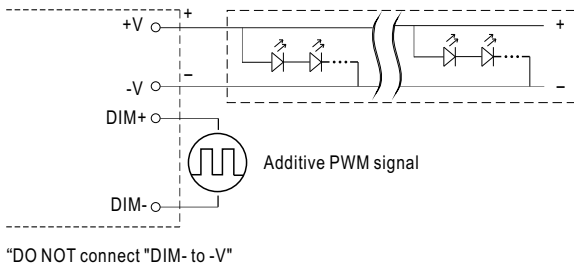 +V
+
+
-V
–
–
DIM+
Additive PWM signal
DIM-
“DO NOT connect "DIM- to -V"